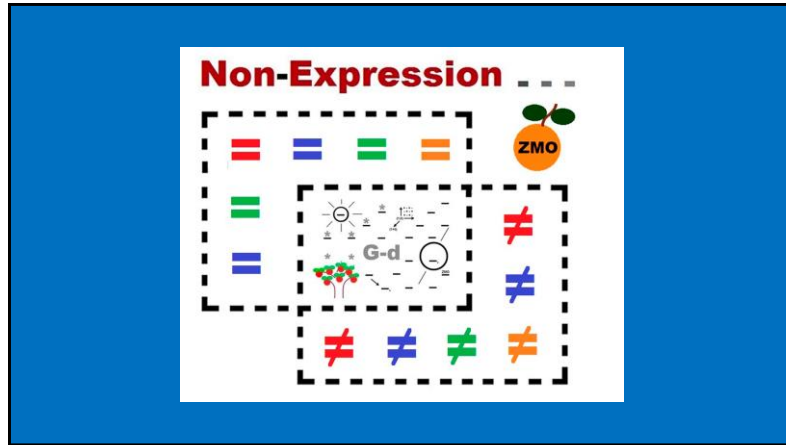 Non-Expression _ _ _
ZMO
= = = =
=
=
G-d
≠
≠
≠ ≠ ≠ ≠